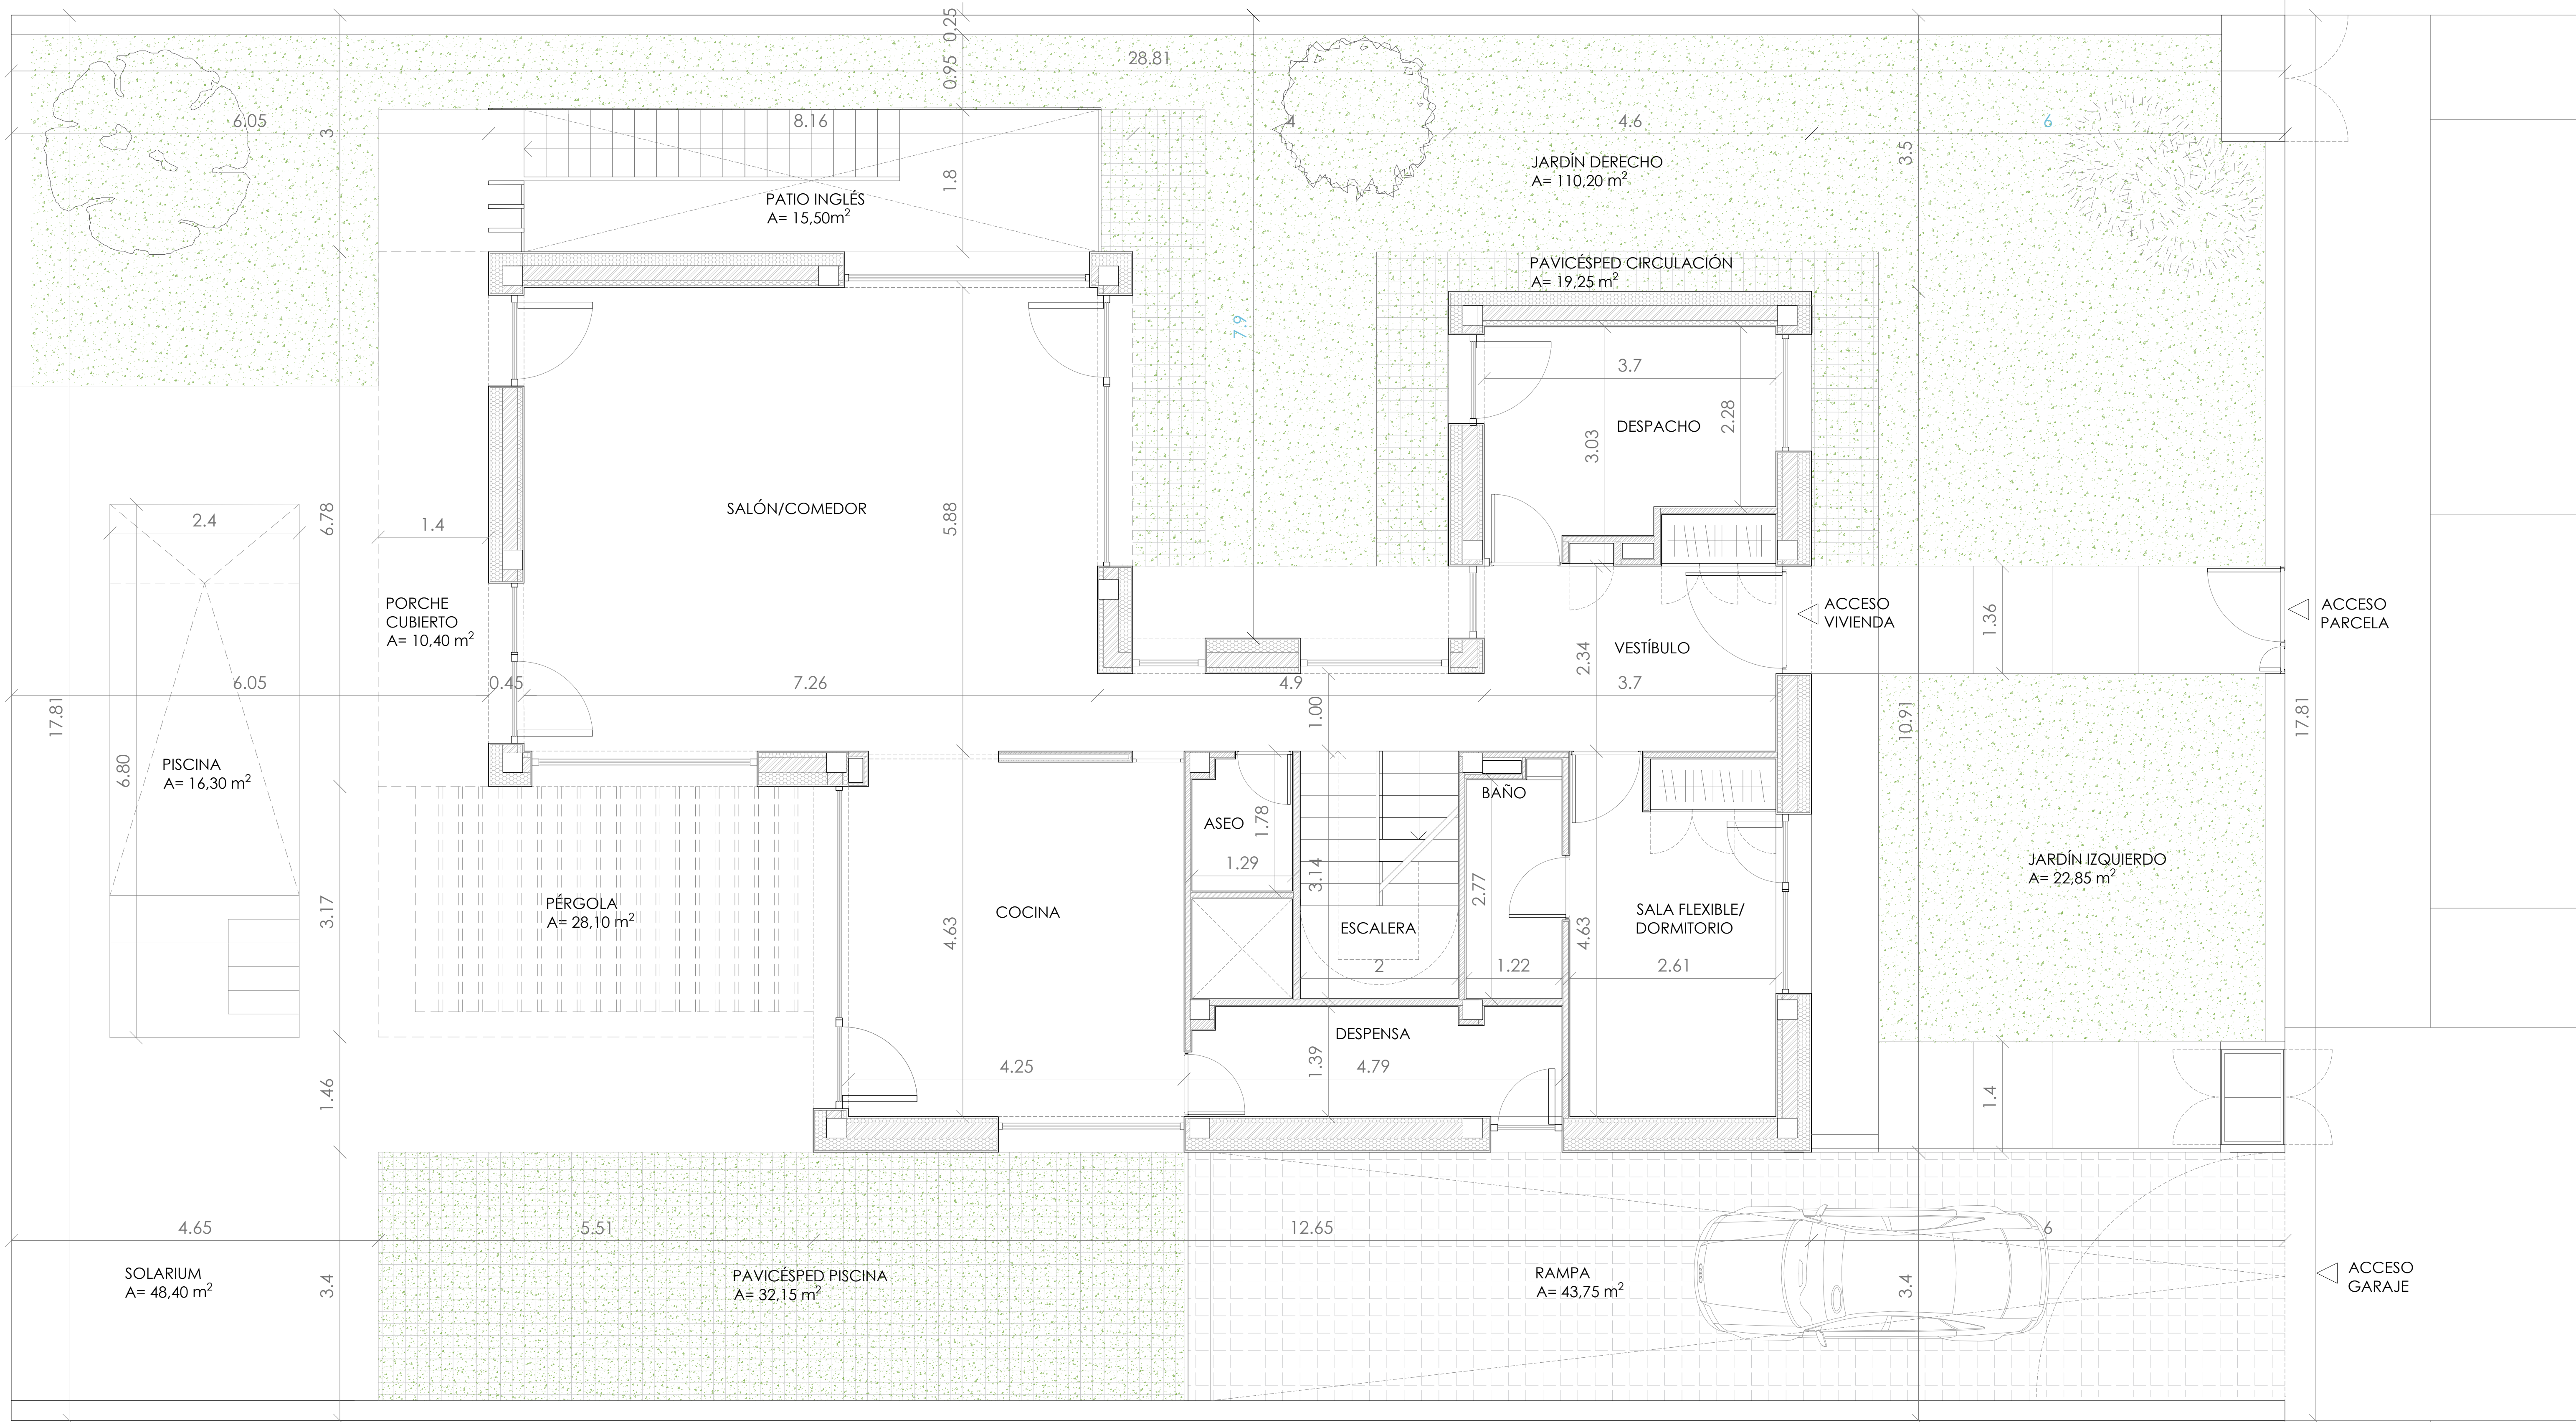 0.25
28.81
0.95
6.05
3
8.16
4
4.6
6
3.5
JARDÍN DERECHO
A= 110,20 m²
1.8
PATIO INGLÉS
A= 15,50m²
PAVICÉSPED CIRCULACIÓN
A= 19,25 m²
7.9
3.7
2.28
DESPACHO
3.03
SALÓN/COMEDOR
5.88
6.78
2.4
1.4
PORCHE
CUBIERTO
A= 10,40 m²
ACCESO
VIVIENDA
1.36
ACCESO
PARCELA
VESTÍBULO
2.34
6.05
0.45
7.26
4.9
3.7
1.00
17.81
10.91
17.81
6.80
PISCINA
A= 16,30 m²
BAÑO
ASEO
1.78
1.29
3.14
2.77
JARDÍN IZQUIERDO
A= 22,85 m²
PÉRGOLA
A= 28,10 m²
3.17
COCINA
4.63
ESCALERA
SALA FLEXIBLE/
DORMITORIO
4.63
2
1.22
2.61
DESPENSA
1.39
4.25
4.79
1.46
1.4
4.65
5.51
12.65
6
SOLARIUM
A= 48,40 m²
3.4
PAVICÉSPED PISCINA
A= 32,15 m²
RAMPA
A= 43,75 m²
3.4
ACCESO
GARAJE